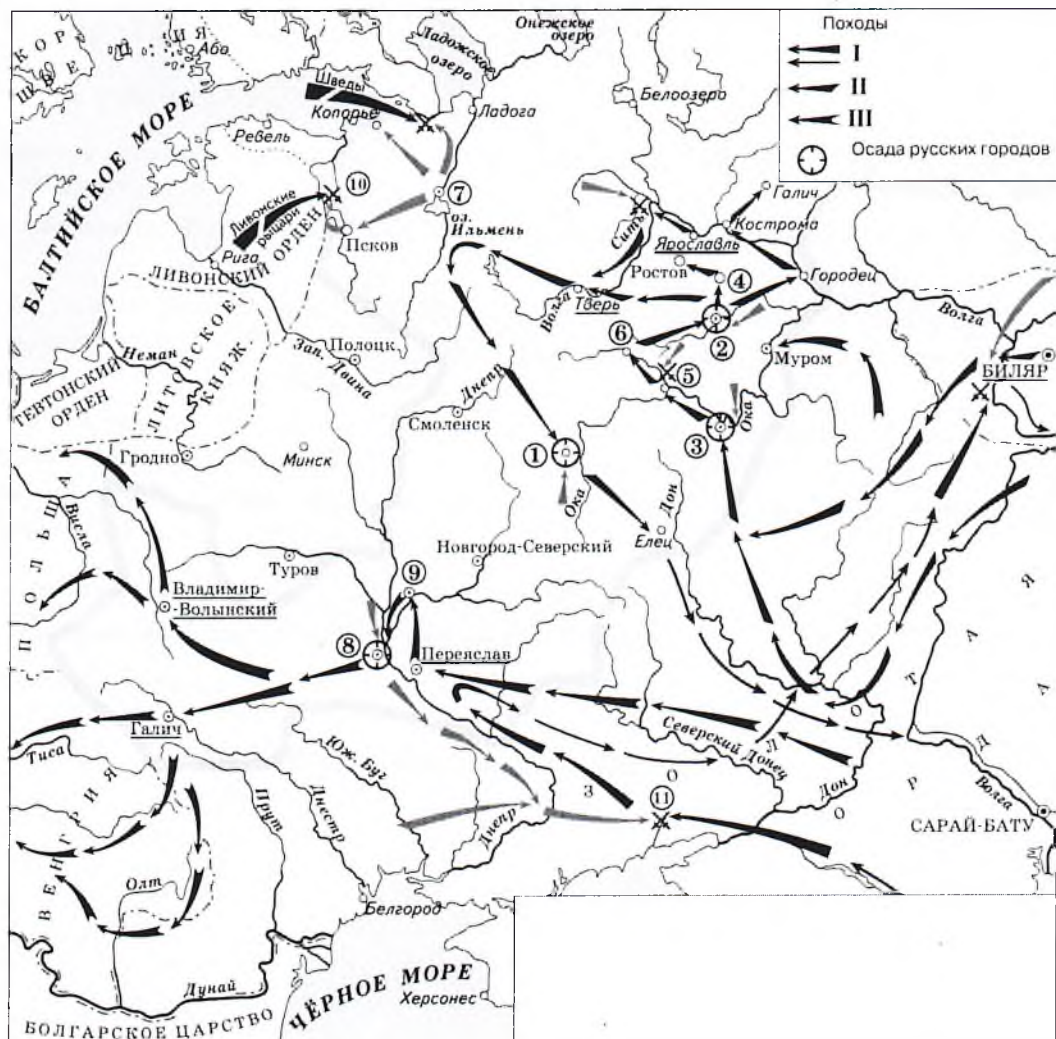 Походы
I
II
III
Осада русских городов
Онежское
озеро
Ладожское
озеро
Або
БАЛТИЙСКОЕ МОРЕ
Шведы
Копорье
Ладога
Белоозеро
Ревель
10
7
Ливонские
рыцари
Псков
оз.
Ильмень
Рига
ЛИВОНСКИЙ ОРДЕН
Сить
Галич
Кострома
Ярославль
Ростов
4
Городец
Волга
Тверь
Волга
6
2
Муром
БИЛЯР
5
Неман
ТЕВТОНСКИЙ
ОРДЕН
ЛИТОВСКОЕ
КНЯЖ.
Полоцк
Зап. Двина
Днепр
Смоленск
3
Ока
1
Гродно
Минск
Ока
Дон
Елец
ПОЛЬША
Висла
Новгород-Северский
Туров
Владимир-
-Волынский
9
8
Переяслав
Галич
Тиса
Северский Донец
Юж. Буг
Днестр
Прут
Днепр
11
Дон
Волга
САРАЙ-БАТУ
ЗОЛОТАЯ
ОРД
ВЕНГРИЯ
Олт
Белгород
Дунай
ЧЁРНОЕ МОРЕ
Херсонес
БОЛГАРСКОЕ ЦАРСТВО